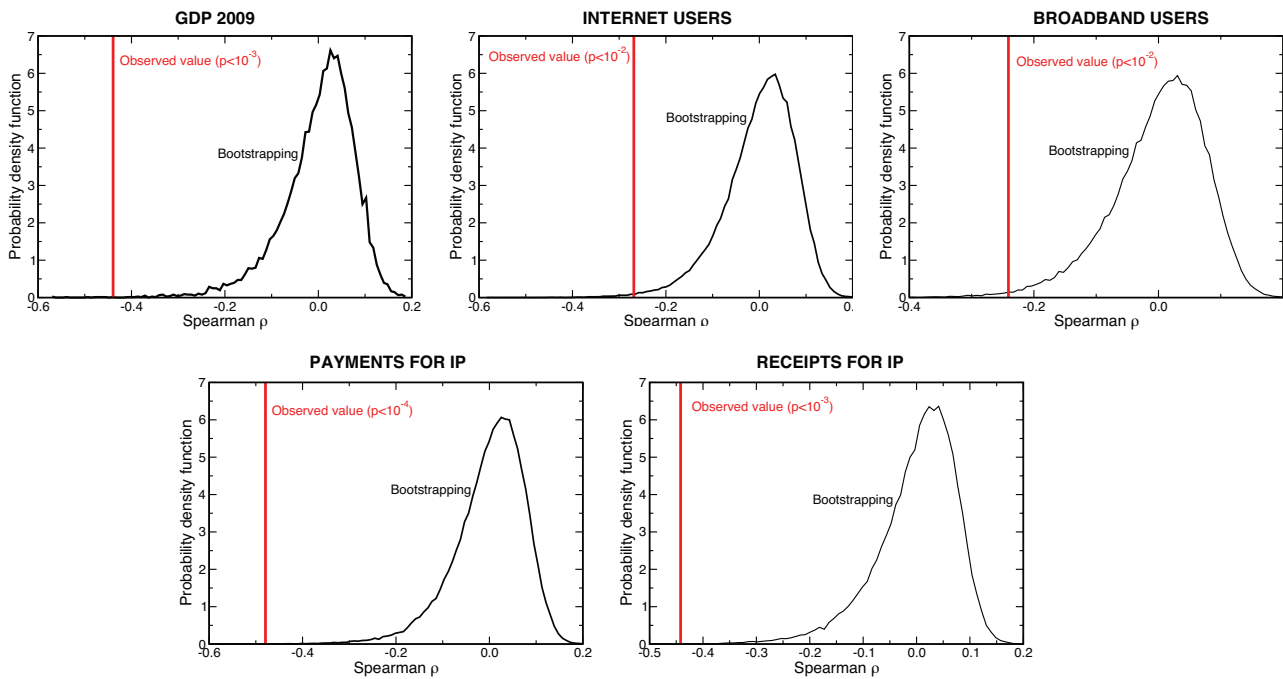 GDP 2009
Probability density function
7
6
5
4
3
2
1
0
Observed value (p<10-3)
Bootstrapping
-0.6
-0.4
-0.2
0.0
0.2
Spearman ρ
INTERNET USERS
Probability density function
7
6
5
4
3
2
1
0
Observed value (p<10-2)
Bootstrapping
-0.6
-0.4
-0.2
0.0
Spearman
BROADBAND USERS
Probability density function
7
6
5
4
3
2
1
0
Observed value (p<10-2)
Bootstrapping
-0.4
-0.2
0.0
Spearman ρ
PAYMENTS FOR IP
Probability density function
7
6
5
4
3
2
1
0
Observed value (p<10-4)
Bootstrapping
-0.6
-0.4
-0.2
0.0
0.2
Spearman ρ
RECEIPTS FOR IP
Probability density function
7
6
5
4
3
2
1
0
Observed value (p<10-3)
Bootstrapping
-0.5
-0.4
-0.3
-0.2
-0.1
0.0
0.1
0.2
Spearman ρ